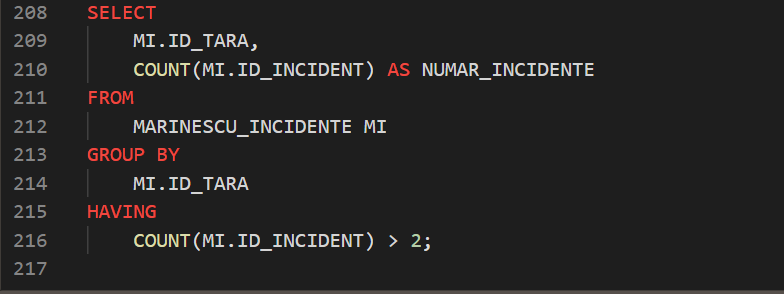 208 SELECT
209     MI.ID_TARA,
210     COUNT(MI.ID_INCIDENT) AS NUMAR_INCIDENTE
211 FROM
212     MARINESCU_INCIDENTE MI
213 GROUP BY
214     MI.ID_TARA
215 HAVING
216     COUNT(MI.ID_INCIDENT) > 2;
217